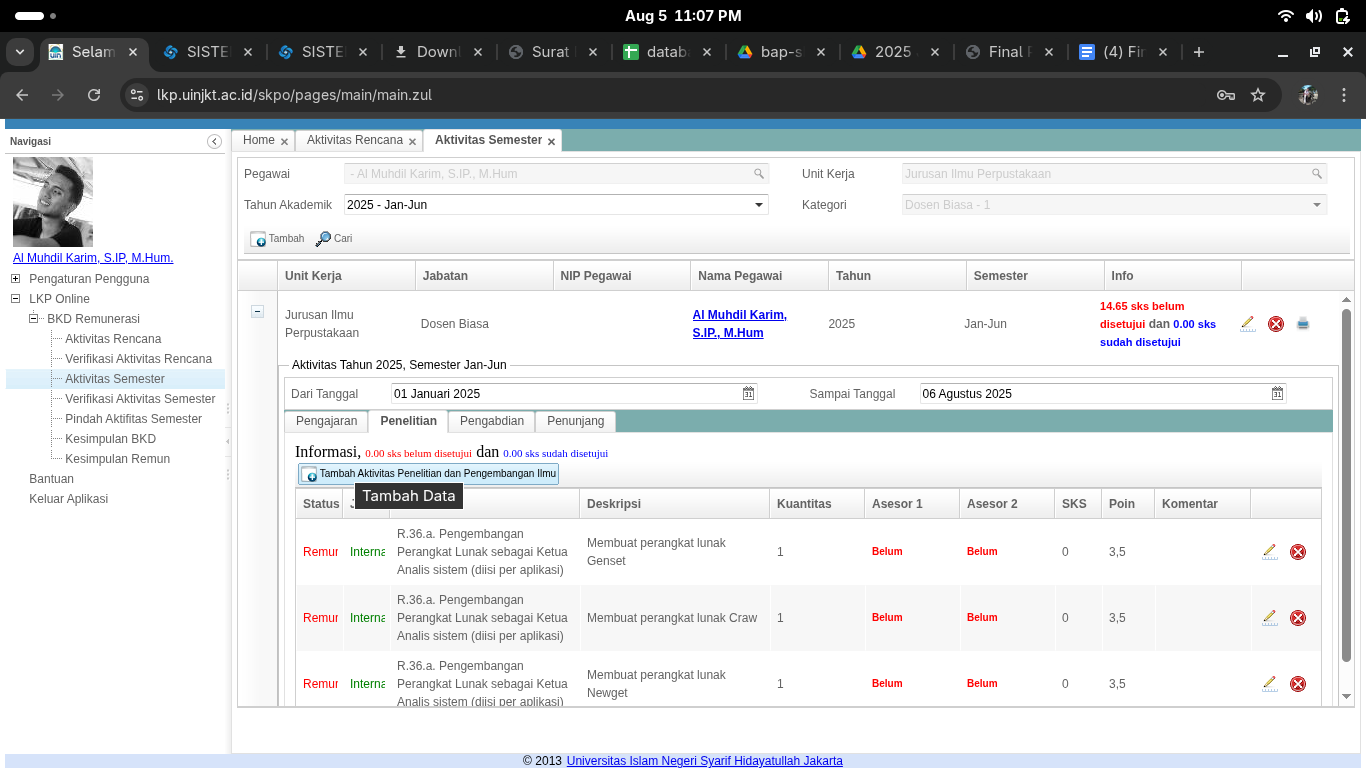 Aug 5 11:07 PM
Selam
SISTE
SISTE
Downl
Surat
datab
bap-s
2025
Final
(4) Fir
lkp.uinjkt.ac.id/skpo/pages/main/main.zul
Navigasi
Home
Aktivitas Rencana
Aktivitas Semester
Al Muhdil Karim, S.IP, M.Hum.
Pengaturan Pengguna
LKP Online
BKD Remunerasi
Aktivitas Rencana
Verifikasi Aktivitas Rencana
Aktivitas Semester
Verifikasi Aktivitas Semester
Pindah Aktifitas Semester
Kesimpulan BKD
Kesimpulan Remun
Bantuan
Keluar Aplikasi
Pegawai - Al Muhdil Karim, S.IP., M.Hum Unit Kerja Jurusan Ilmu Perpustakaan
Tahun Akademik 2025 - Jan-Jun Kategori Dosen Biasa - 1
Tambah Cari
Unit Kerja Jabatan NIP Pegawai Nama Pegawai Tahun Semester Info
Jurusan Ilmu
Perpustakaan
Dosen Biasa
Al Muhdil Karim,
S.IP., M.Hum
2025
Jan-Jun
14.65 sks belum
disetujui dan 0.00 sks
sudah disetujui
Aktivitas Tahun 2025, Semester Jan-Jun
Dari Tanggal 01 Januari 2025 Sampai Tanggal 06 Agustus 2025
Pengajaran Penelitian Pengabdian Penunjang
Informasi, 0.00 sks belum disetujui dan 0.00 sks sudah disetujui
Tambah Aktivitas Penelitian dan Pengembangan Ilmu
Tambah Data
Status Deskripsi Kuantitas Asesor 1 Asesor 2 SKS Poin Komentar
Remur
Interna
R.36.a. Pengembangan
Perangkat Lunak sebagai Ketua
Analis sistem (diisi per aplikasi)
Membuat perangkat lunak
Genset
1 Belum Belum 0 3,5
Remur
Interna
R.36.a. Pengembangan
Perangkat Lunak sebagai Ketua
Analis sistem (diisi per aplikasi)
Membuat perangkat lunak Craw
1 Belum Belum 0 3,5
Remur
Interna
R.36.a. Pengembangan
Perangkat Lunak sebagai Ketua
Analis sistem (diisi per aplikasi)
Membuat perangkat lunak
Newget
1 Belum Belum 0 3,5
© 2013 Universitas Islam Negeri Syarif Hidayatullah Jakarta